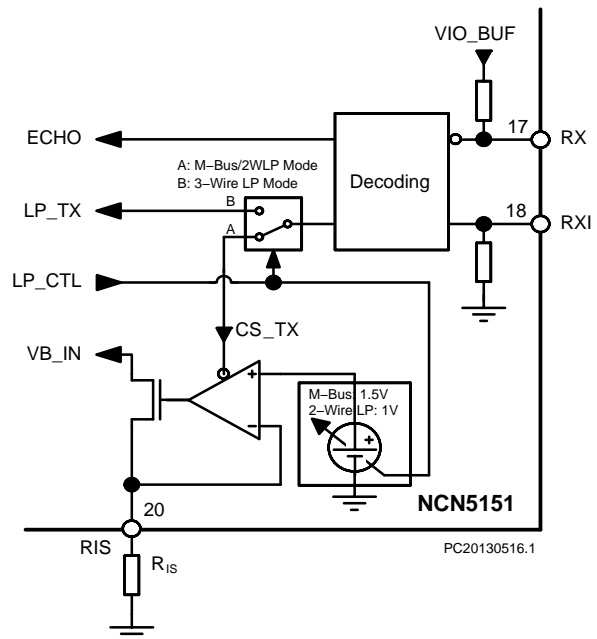 VIO_BUF
17
RX
ECHO
A: M−Bus/2WLP Mode
B: 3−Wire LP Mode
Decoding
B
LP_TX
18
RXI
A
LP_CTL
CS_TX
VB_IN
+
M−Bus: 1.5V
2−Wire LP: 1V
+
−
NCN5151
20
RIS
PC20130516.1
RIS